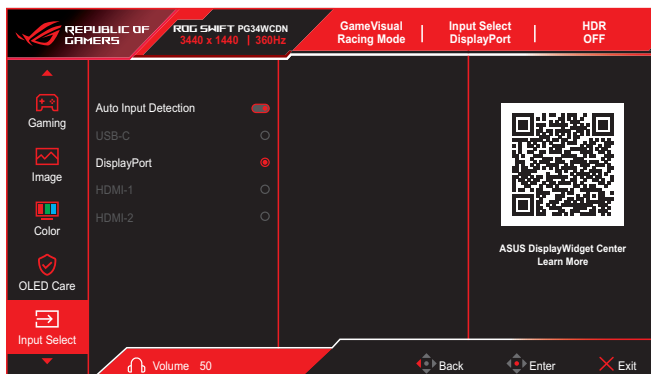 REPUBLIC OF
GAMERS
ROG SWIFT PG34WCDN
3440 x 1440 | 360Hz
GameVisual
Racing Mode
Input Select
DisplayPort
HDR
OFF
Gaming
Image
Color
OLED Care
Input Select
Auto Input Detection
USB-C
DisplayPort
HDMI-1
HDMI-2
ASUS DisplayWidget Center
Learn More
Volume 50
Back
Enter
Exit